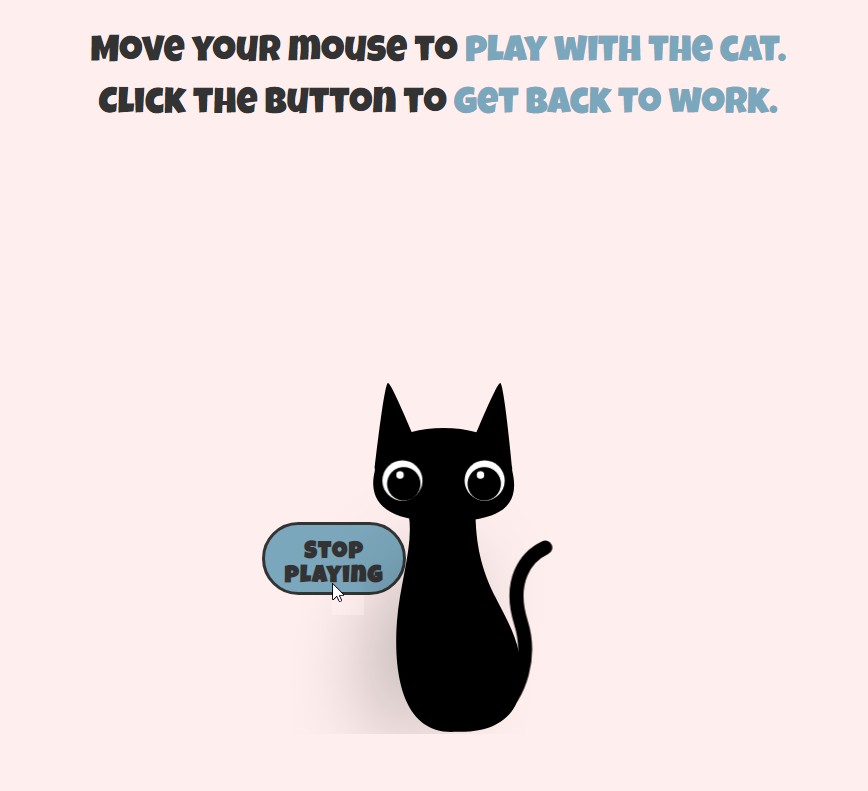 Move your mouse to play with the cat.
Click the button to get back to work.
Stop
playing